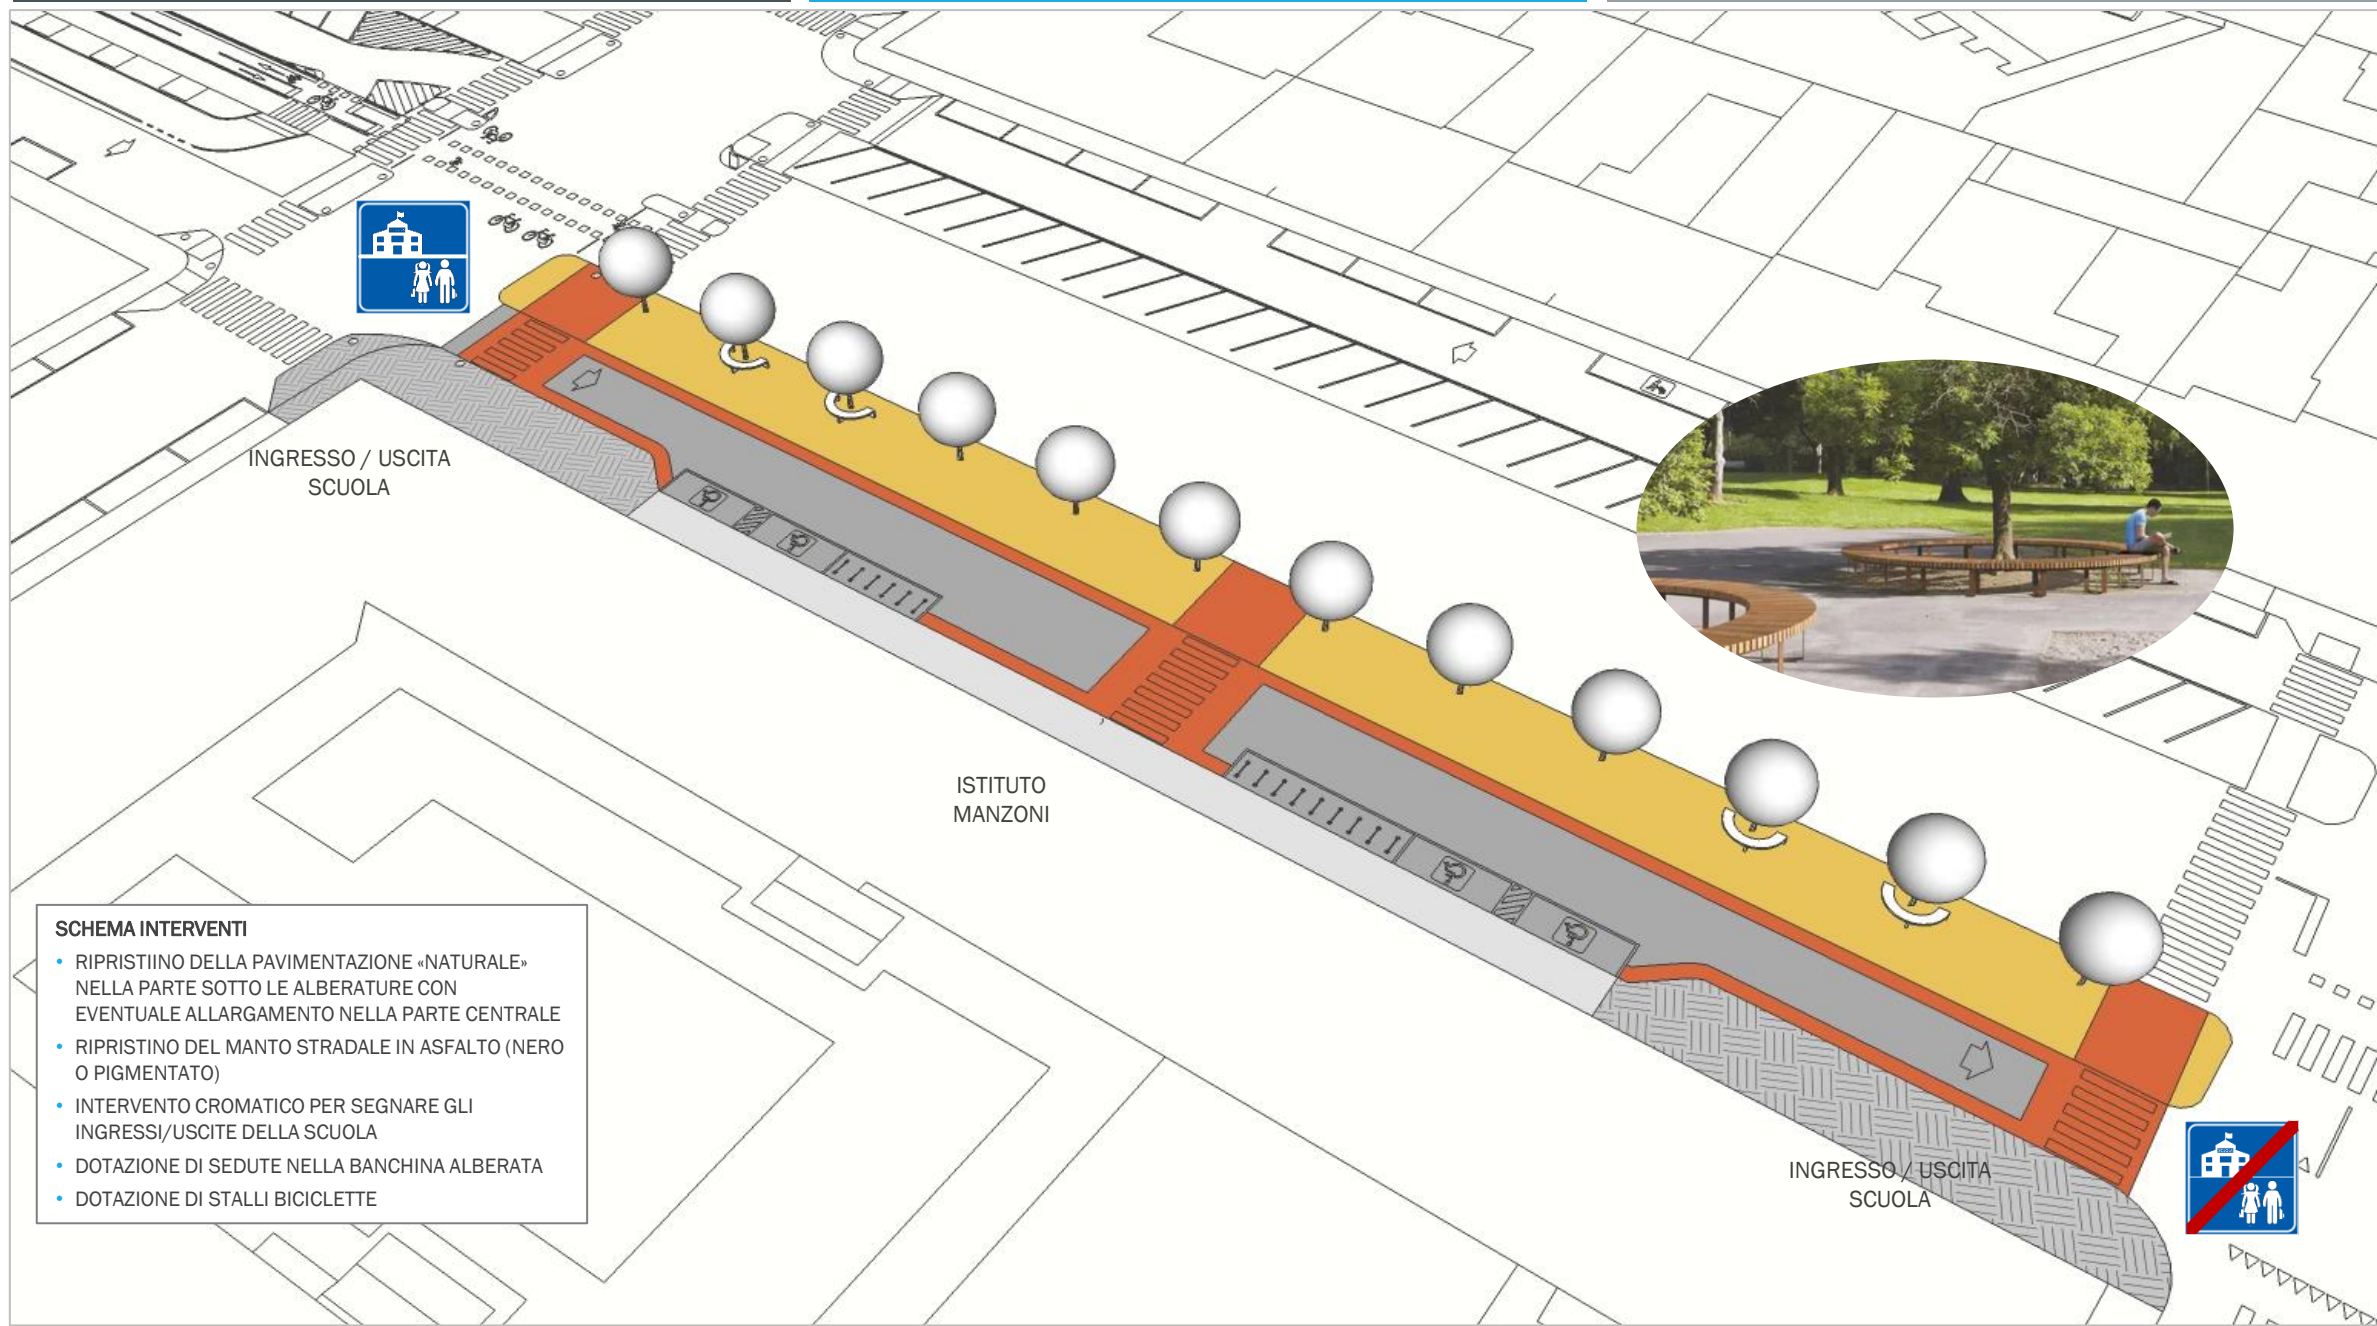 INGRESSO / USCITA
SCUOLA
ISTITUTO
MANZONI
SCHEMA INTERVENTI
• RIPRISTIINO DELLA PAVIMENTAZIONE «NATURALE»
NELLA PARTE SOTTO LE ALBERATURE CON
EVENTUALE ALLARGAMENTO NELLA PARTE CENTRALE
• RIPRISTINO DEL MANTO STRADALE IN ASFALTO (NERO
O PIGMENTATO)
• INTERVENTO CROMATICO PER SEGNARE GLI
INGRESSI/USCITE DELLA SCUOLA
• DOTAZIONE DI SEDUTE NELLA BANCHINA ALBERATA
• DOTAZIONE DI STALLI BICICLETTE
INGRESSO / USCITA
SCUOLA